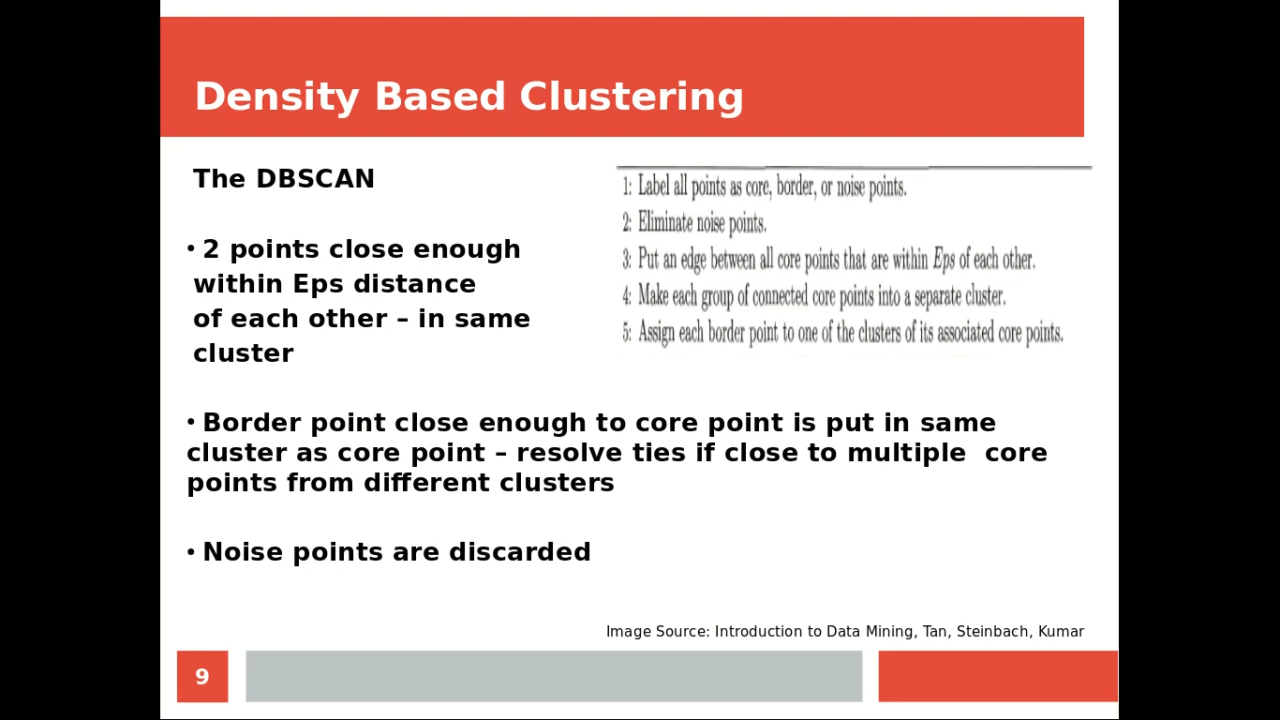 Density Based Clustering
The DBSCAN
• 2 points close enough
within Eps distance
of each other – in same
cluster
1: Label all points as core, border, or noise points.
2: Eliminate noise points.
3: Put an edge between all core points that are within Eps of each other.
4: Make each group of connected core points into a separate cluster.
5: Assign each border point to one of the clusters of its associated core points.
• Border point close enough to core point is put in same
cluster as core point – resolve ties if close to multiple  core
points from different clusters
• Noise points are discarded
Image Source: Introduction to Data Mining, Tan, Steinbach, Kumar
9